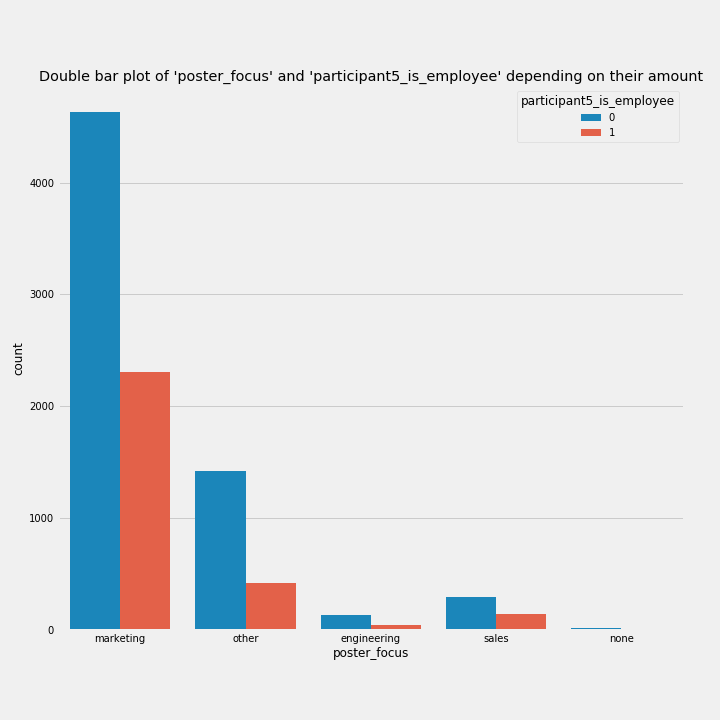 Double bar plot of 'poster_focus' and 'participant5_is_employee' depending on their amount
participant5_is_employee
0
1
4000
3000
2000
1000
0
count
marketing other engineering sales none
poster_focus